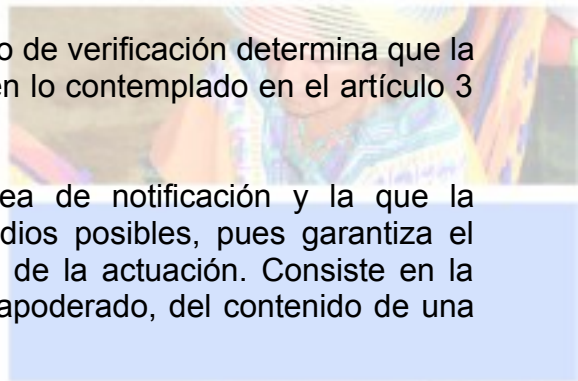 o de verificación determina que la
en lo contemplado en el artículo 3
ea de notificación y la que la
dios posibles, pues garantiza el
de la actuación. Consiste en la
apoderado, del contenido de una